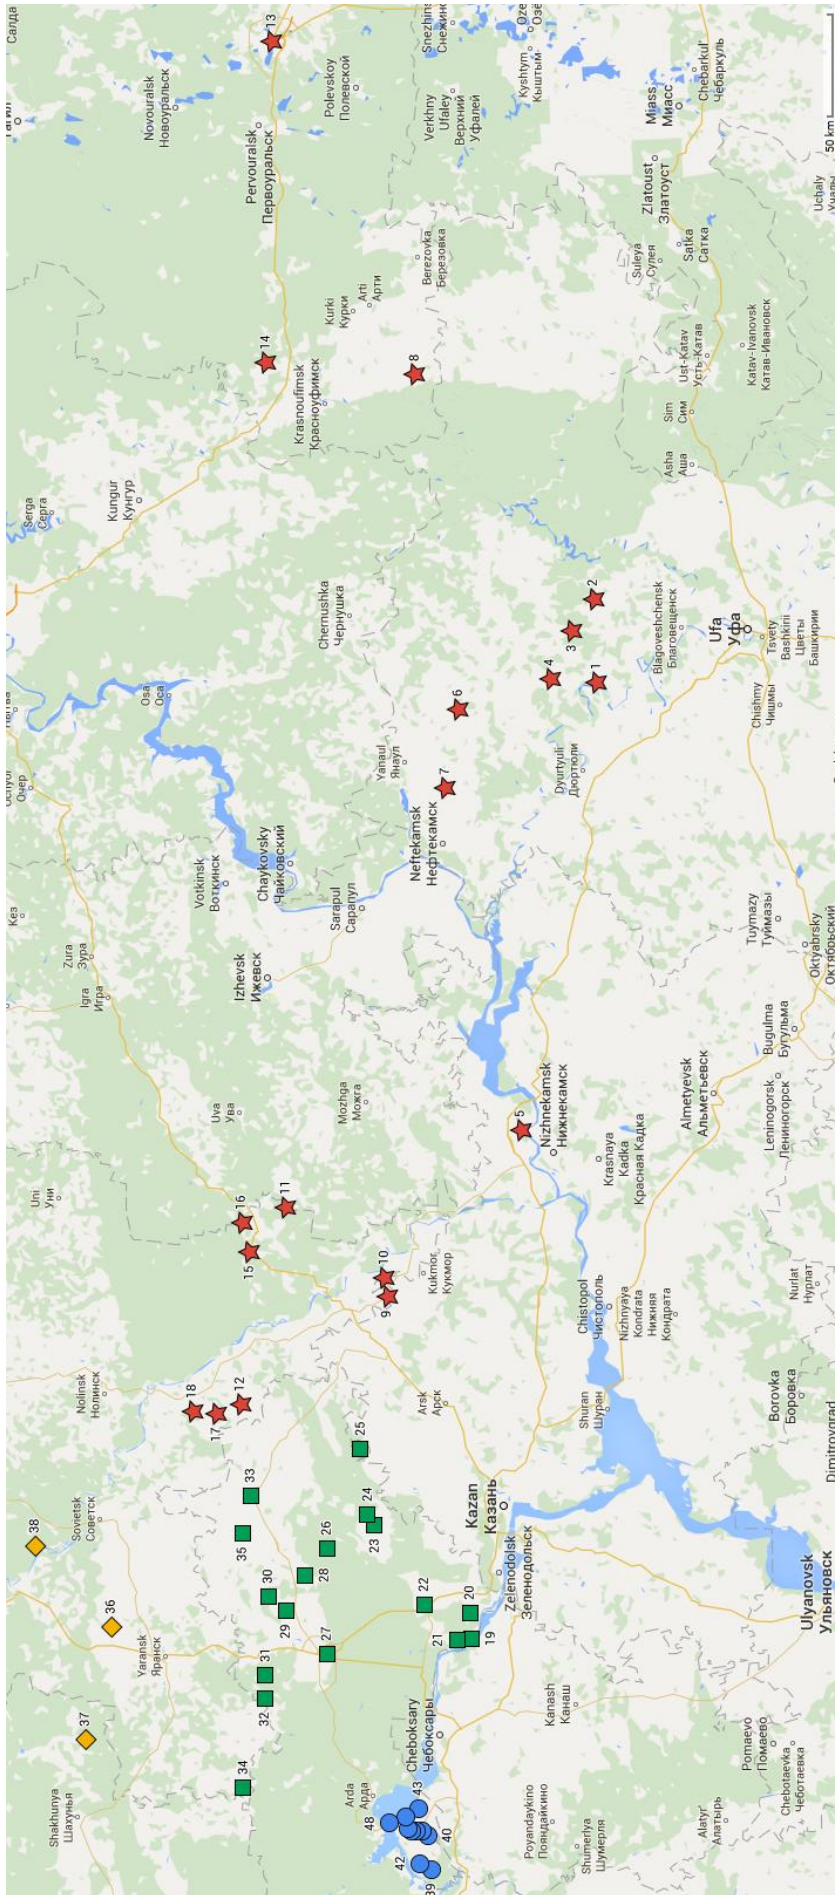 Салда
Novouralsk
Новоуральск
13
Polevskoy
Полевской
Pervouralsk
Первоуральск
Verkhny
Ufaley
Верхний
Уфалей
Kyshtym
Кыштым
Miass
Миасс
Chebarkul'
Чебаркуль
50 km
Zlatoust
Златоуст
Satka
Сатка
Suleya
Сулея
Berezovka
Березовка
Arti
Арти
Kurki
Курки
14
8
Krasnoufimsk
Красноуфимск
Ust-Katav
Усть-Катав
Katav-Ivanovsk
Катав-Ивановск
Sim
Сим
Asha
Аша
Serga
Серга
Kungur
Кунгур
Chernushka
Чернушка
2
3
4
1
6
7
Blagoveshchensk
Благовещенск
Ufa
Уфа
Tsvety
Bashkirii
Цветы
Башкирии
Chishmy
Чишмы
Osa
Оса
Очер
Yanaul
Янаул
Dyurtyuli
Дюртюли
Neftekamsk
Нефтекамск
Votkinsk
Воткинск
Chaykovsky
Чайковский
Sarapul
Сарапул
Кез
Zura
Зура
Igra
Игра
Izhevsk
Ижевск
Tuymazy
Туймазы
Oktyabrsky
Октябрьский
Bugulma
Бугульма
Almetyevsk
Альметьевск
Leninogorsk
Лениногорск
Uva
Ува
Mozhga
Можга
5
Nizhnekamsk
Нижнекамск
Krasnaya
Kadka
Красная Кадка
Uni
Уни
16
11
15
10
9
Kukmor
Кукмор
Chistopol
Чистополь
Nizhnyaya
Kondrata
Нижняя
Кондрата
Nurlat
Нурлат
Nolinsk
Нолинск
18
17
12
Arsk
Арск
Shuran
Шуран
Borovka
Боровка
Dimitrovgrad
25
33
35
24
23
26
28
30
29
Kazan
Казань
Zelenodolsk
Зеленодольск
Sovietsk
Советск
38
36
37
Yaransk
Яранск
22
20
21
19
27
31
32
34
Ulyanovsk
Ульяновск
Kanash
Канаш
Cheboksary
Чебоксары
Shakhunya
Шахунья
Arda
Арда
48
43
42
40
39
Poyandaykino
Пояндайкино
Shumerlya
Шумерля
Alatyr'
Алатырь
Pomaevo
Помаево
Chebotaevka
Чеботаевка